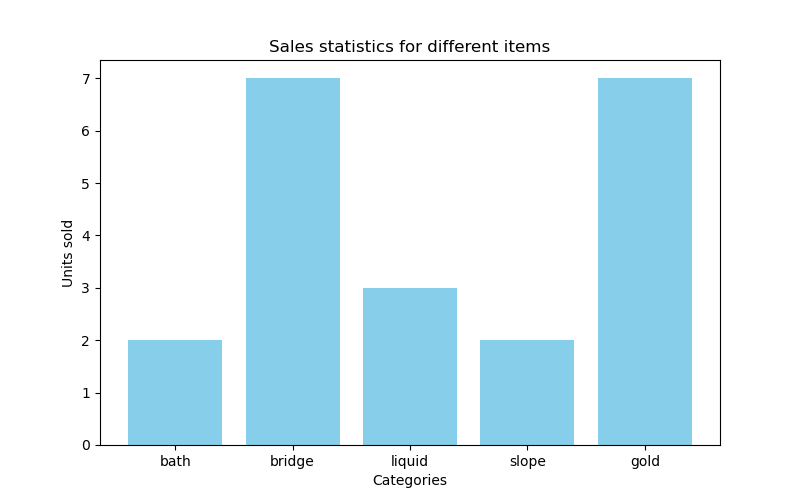 Sales statistics for different items
7
6
5
4
3
2
1
0
Units sold
bath bridge liquid slope gold
Categories